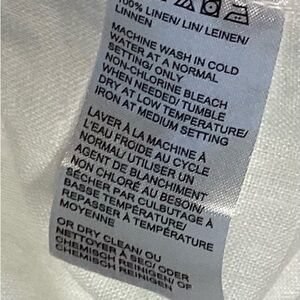 100% LINEN/ LIN/ LEINEN/
LINNEN
MACHINE WASH IN COLD
WATER AT A NORMAL
SETTING/ ONLY
NON-CHLORINE BLEACH
WHEN NEEDED/ TUMBLE
DRY AT LOW TEMPERATURE/
IRON AT MEDIUM SETTING
LAVER À LA MACHINE À
L'EAU FROIDE AU CYCLE
NORMAL/ UTILISER UN
AGENT DE BLANCHIMENT
NON CHLORÉ AU BESOIN/
SÉCHER PAR CULBUTAGE À
BASSE TEMPÉRATURE/
REPASSER À TEMPÉRATURE
MOYENNE
OR DRY CLEAN/ OU
NETTOYER À SEC/ ODER
CHEMISCH REINIGEN/ OF
CHEMISCH REINIGEN